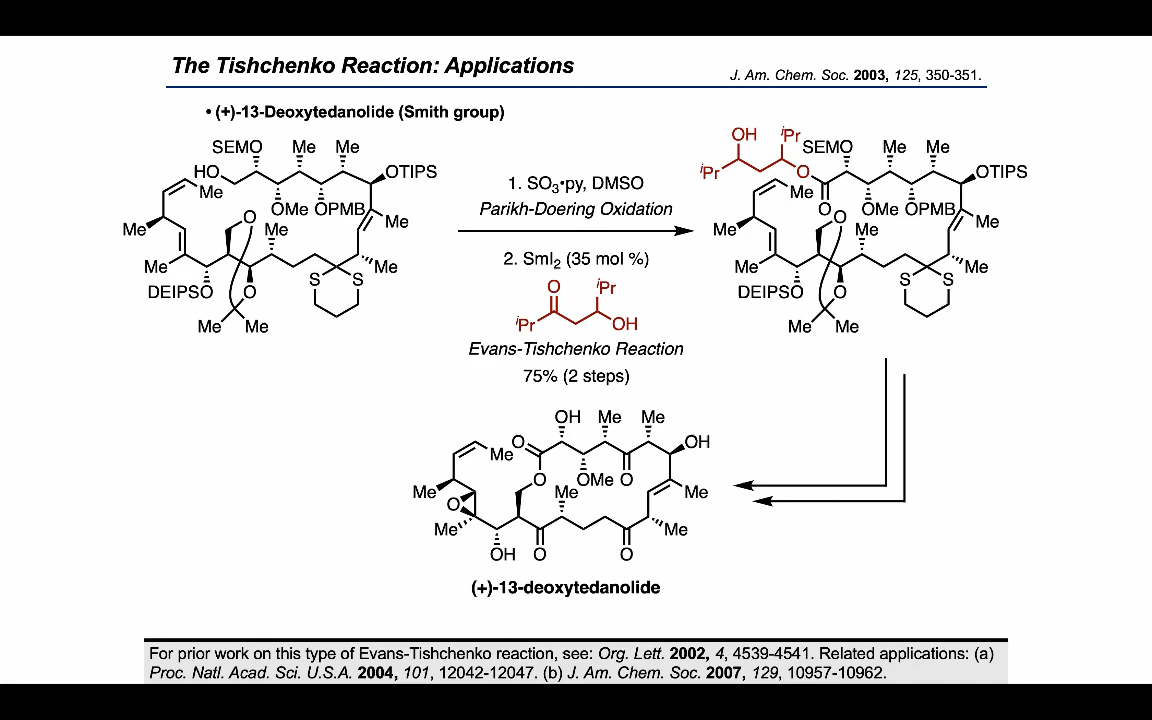 The Tishchenko Reaction: Applications
J. Am. Chem. Soc. 2003, 125, 350-351.
• (+)-13-Deoxytedanolide (Smith group)
SEMO Me Me
HO OTIPS
Me
OMe OPMB
Me
Me
O
Me
Me
Me
DEIPSO
O
S S
Me Me
1. SO₃•py, DMSO
Parikh-Doering Oxidation
2. SmI₂ (35 mol %)
O ⁱPr
ⁱPr OH
Evans-Tishchenko Reaction
75% (2 steps)
OH ⁱPr
SEMO Me Me
ⁱPr O OTIPS
Me O OMe OPMB
Me
Me
O
Me
Me
Me
DEIPSO
O
S S
Me Me
OH Me Me
O OH
Me
O OMe O
Me
Me
Me
O
Me
Me
OH O O
(+)-13-deoxytedanolide
For prior work on this type of Evans-Tishchenko reaction, see: Org. Lett. 2002, 4, 4539-4541. Related applications: (a)
Proc. Natl. Acad. Sci. U.S.A. 2004, 101, 12042-12047. (b) J. Am. Chem. Soc. 2007, 129, 10957-10962.